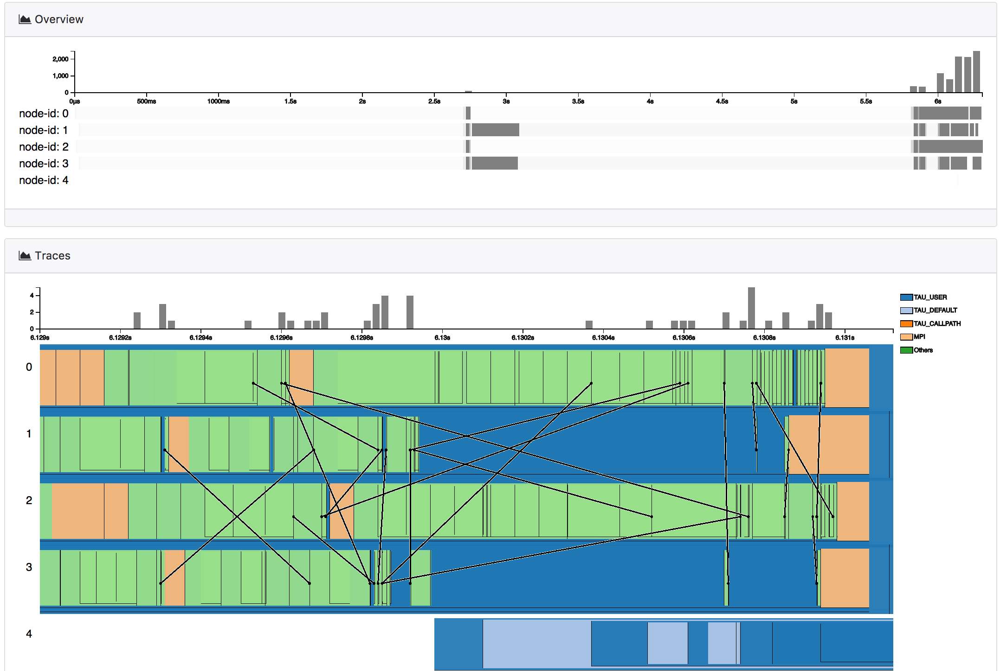 Overview
2,000
1,000
0
0μs 500ms 1000ms 1.5s 2s 2.5s 3s 3.5s 4s 4.5s 5s 5.5s 6s
node-id: 0
node-id: 1
node-id: 2
node-id: 3
node-id: 4
Traces
4
2
0
6.129s 6.1292s 6.1294s 6.1296s 6.1298s 6.13s 6.1302s 6.1304s 6.1306s 6.1308s 6.131s
TAU_USER
TAU_DEFAULT
TAU_CALLPATH
MPI
Others
0
1
2
3
4